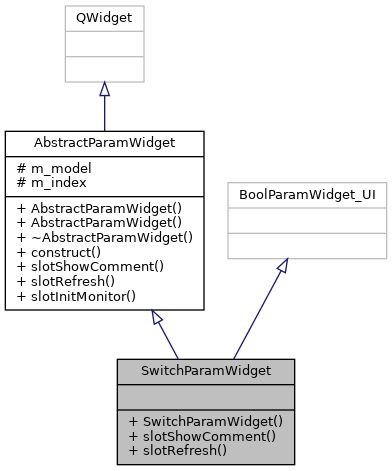 QWidget
AbstractParamWidget
# m_model
# m_index
+ AbstractParamWidget()
+ AbstractParamWidget()
+ ~AbstractParamWidget()
+ construct()
+ slotShowComment()
+ slotRefresh()
+ slotInitMonitor()
BoolParamWidget_UI
SwitchParamWidget
+ SwitchParamWidget()
+ slotShowComment()
+ slotRefresh()